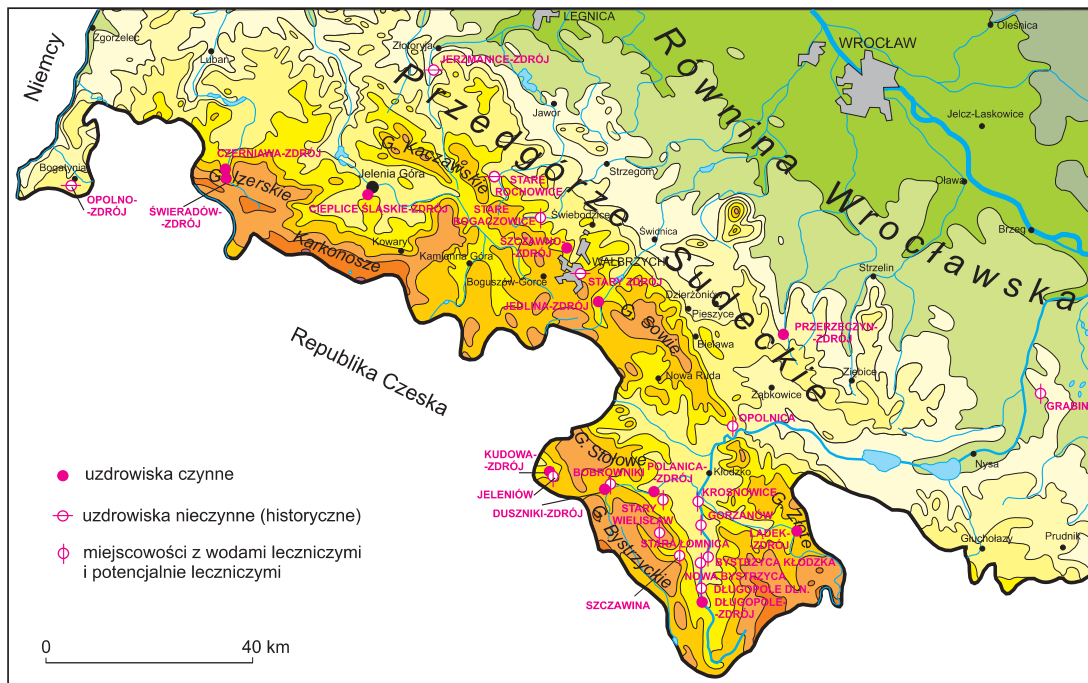 Niemcy
Zgorzelec
Lubań
Złotoryja
LEGNICA
JERZMANICE-ZDRÓJ
Jawor
Oleśnica
WROCŁAW
Jelcz-Laskowice
Oława
Brzeg
Równina Wrocławska
Przedgórze Sudeckie
Bogatynia
OPOLNO-
-ZDRÓJ
CZERNIAWA-ZDRÓJ
G. Izerskie
ŚWIERADÓW-
-ZDRÓJ
Jelenia Góra
CIEPLICE ŚLĄSKIE-ZDRÓJ
G. Kaczawskie
STARE
ROCHOWICE
STARE
BOGACZOWICE
Strzegom
Świebodzice
Świdnica
SZCZAWNO-
-ZDRÓJ
WAŁBRZYCH
STARY ZDRÓJ
Karkonosze
Kowary
Kamienna Góra
Boguszów-Gorce
JEDLINA-ZDRÓJ
G. Sowie
Dzierżoniów
Pieszyce
Bielawa
Strzelin
PRZERZECZYN-
-ZDRÓJ
Ziębice
Ząbkowice
Nowa Ruda
GRABIN
OPOLNICA
Nysa
Republika Czeska
KUDOWA-
-ZDRÓJ
G. Stołowe
BOBROWNIKI
POLANICA-
-ZDRÓJ
Kłodzko
JELENIÓW
DUSZNIKI-ZDRÓJ
STARY
WIELISŁAW
KROSNOWICE
GORZANÓW
G. Złote
LĄDEK-
-ZDRÓJ
G. Bystrzyckie
STARA ŁOMNICA
BYSTRZYCA KŁODZKA
NOWA BYSTRZYCA
DŁUGOPOLE DLN.
DŁUGOPOLE-
-ZDRÓJ
SZCZAWINA
Głuchołazy
Prudnik
uzdrowiska czynne
uzdrowiska nieczynne (historyczne)
miejscowości z wodami leczniczymi
i potencjalnie leczniczymi
0
40 km